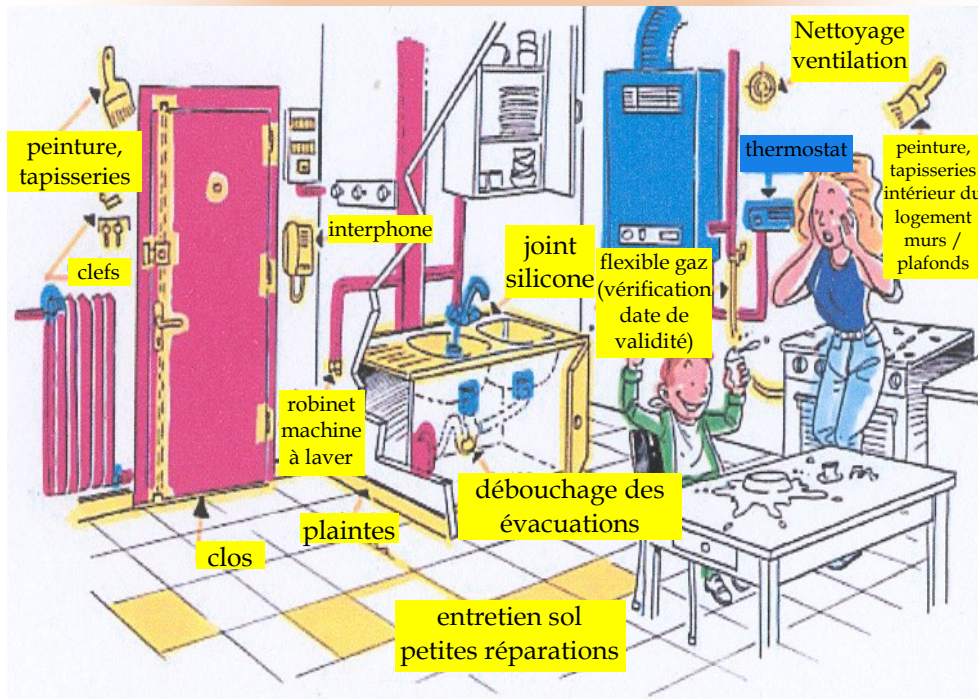 Nettoyage
ventilation
peinture,
tapisseries
thermostat
peinture,
tapisseries
intérieur du
logement
murs /
plafonds
interphone
clefs
joint
silicone
flexible gaz
(vérification
date de
validité)
robinet
machine
à laver
débouchage des
évacuations
plaintes
clos
entretien sol
petites réparations